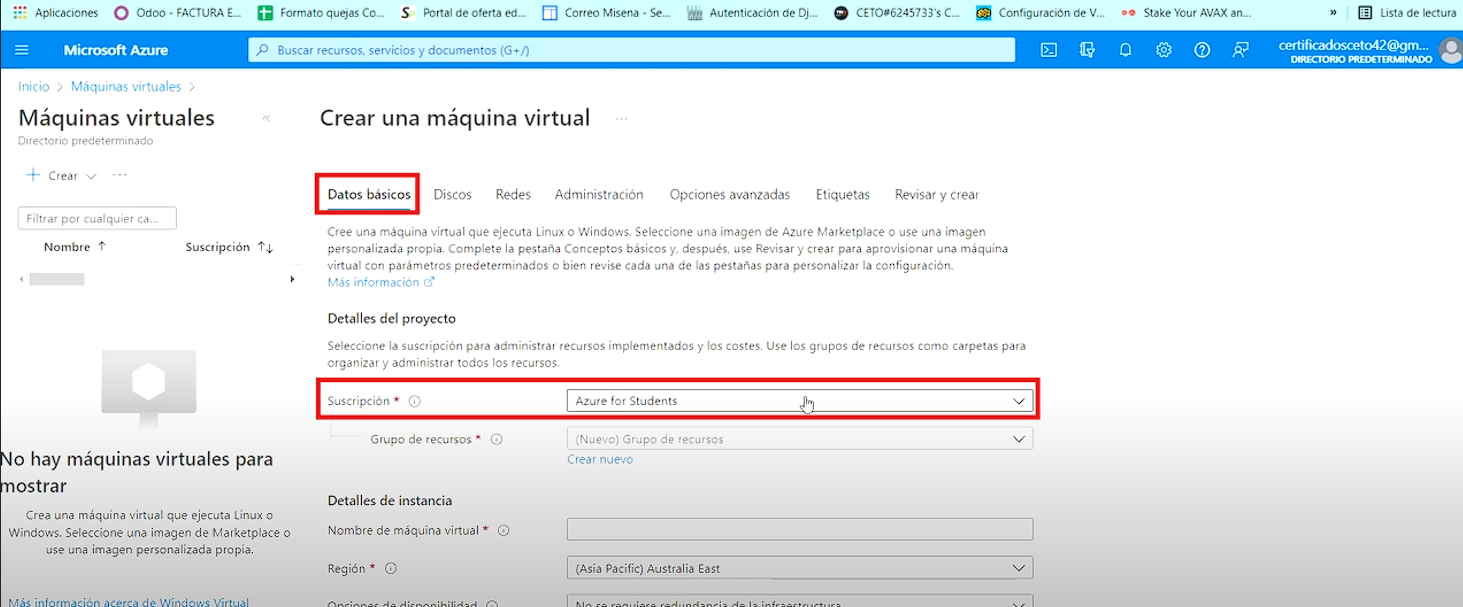 Aplicaciones
Odoo - FACTURA E...
Formato quejas Co...
Portal de oferta ed...
Correo Misena - Se...
Autenticación de Dj...
CETO#6245733's C...
Configuración de V...
Stake Your AVAX an...
»
Lista de lectura
Microsoft Azure
Buscar recursos, servicios y documentos (G+/)
certificadosceto42@gm...
DIRECTORIO PREDETERMINADO
Inicio > Máquinas virtuales >
Máquinas virtuales
«
Directorio predeterminado
+ Crear ...
Filtrar por cualquier ca...
Nombre ↑ Suscripción ↑↓
No hay máquinas virtuales para
mostrar
Crea una máquina virtual que ejecuta Linux o
Windows. Seleccione una imagen de Marketplace o
use una imagen personalizada propia.
Más información acerca de Windows Virtual
Crear una máquina virtual ...
Datos básicos Discos Redes Administración Opciones avanzadas Etiquetas Revisar y crear
Cree una máquina virtual que ejecuta Linux o Windows. Seleccione una imagen de Azure Marketplace o use una imagen
personalizada propia. Complete la pestaña Conceptos básicos y, después, use Revisar y crear para aprovisionar una máquina
virtual con parámetros predeterminados o bien revise cada una de las pestañas para personalizar la configuración.
Más información
Detalles del proyecto
Seleccione la suscripción para administrar recursos implementados y los costes. Use los grupos de recursos como carpetas para
organizar y administrar todos los recursos.
Suscripción * Azure for Students
Grupo de recursos * (Nuevo) Grupo de recursos
Crear nuevo
Detalles de instancia
Nombre de máquina virtual *
Región * (Asia Pacific) Australia East
Opciones de disponibilidad No se requiere redundancia de la infraestructura